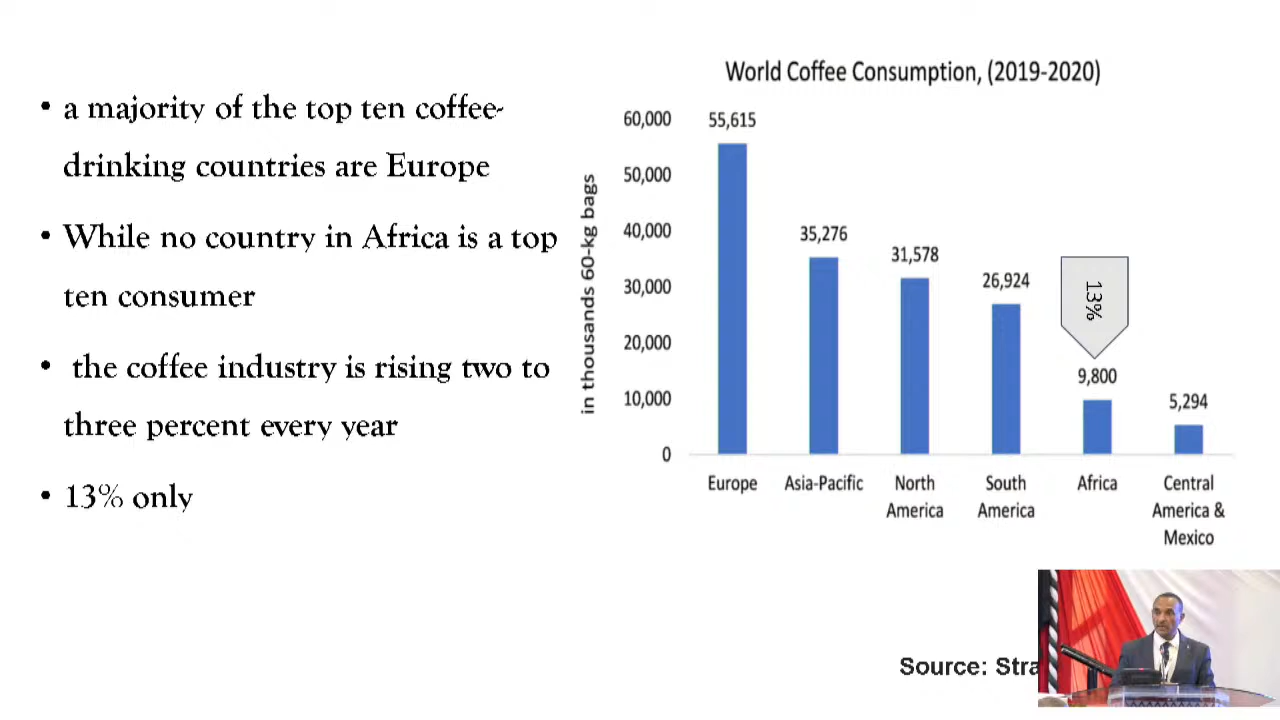 • a majority of the top ten coffee-
drinking countries are Europe
• While no country in Africa is a top
ten consumer
• the coffee industry is rising two to
three percent every year
• 13% only
World Coffee Consumption, (2019-2020)
in thousands 60-kg bags
60,000
50,000
40,000
30,000
20,000
10,000
0
55,615
35,276
31,578
26,924
13%
9,800
5,294
Europe
Asia-Pacific
North
America
South
America
Africa
Central
America &
Mexico
Source: